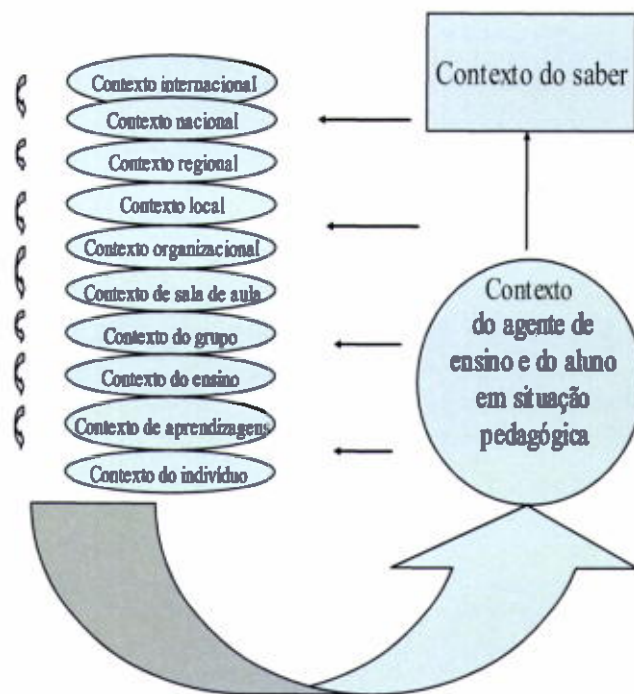 Contexto internacional
Contexto nacional
Contexto regional
Contexto local
Contexto organizacional
Contexto de sala de aula
Contexto do grupo
Contexto do ensino
Contexto de aprendizagens
Contexto do indivíduo
Contexto do saber
Contexto
do agente de
ensino e do aluno
em situação
pedagógica